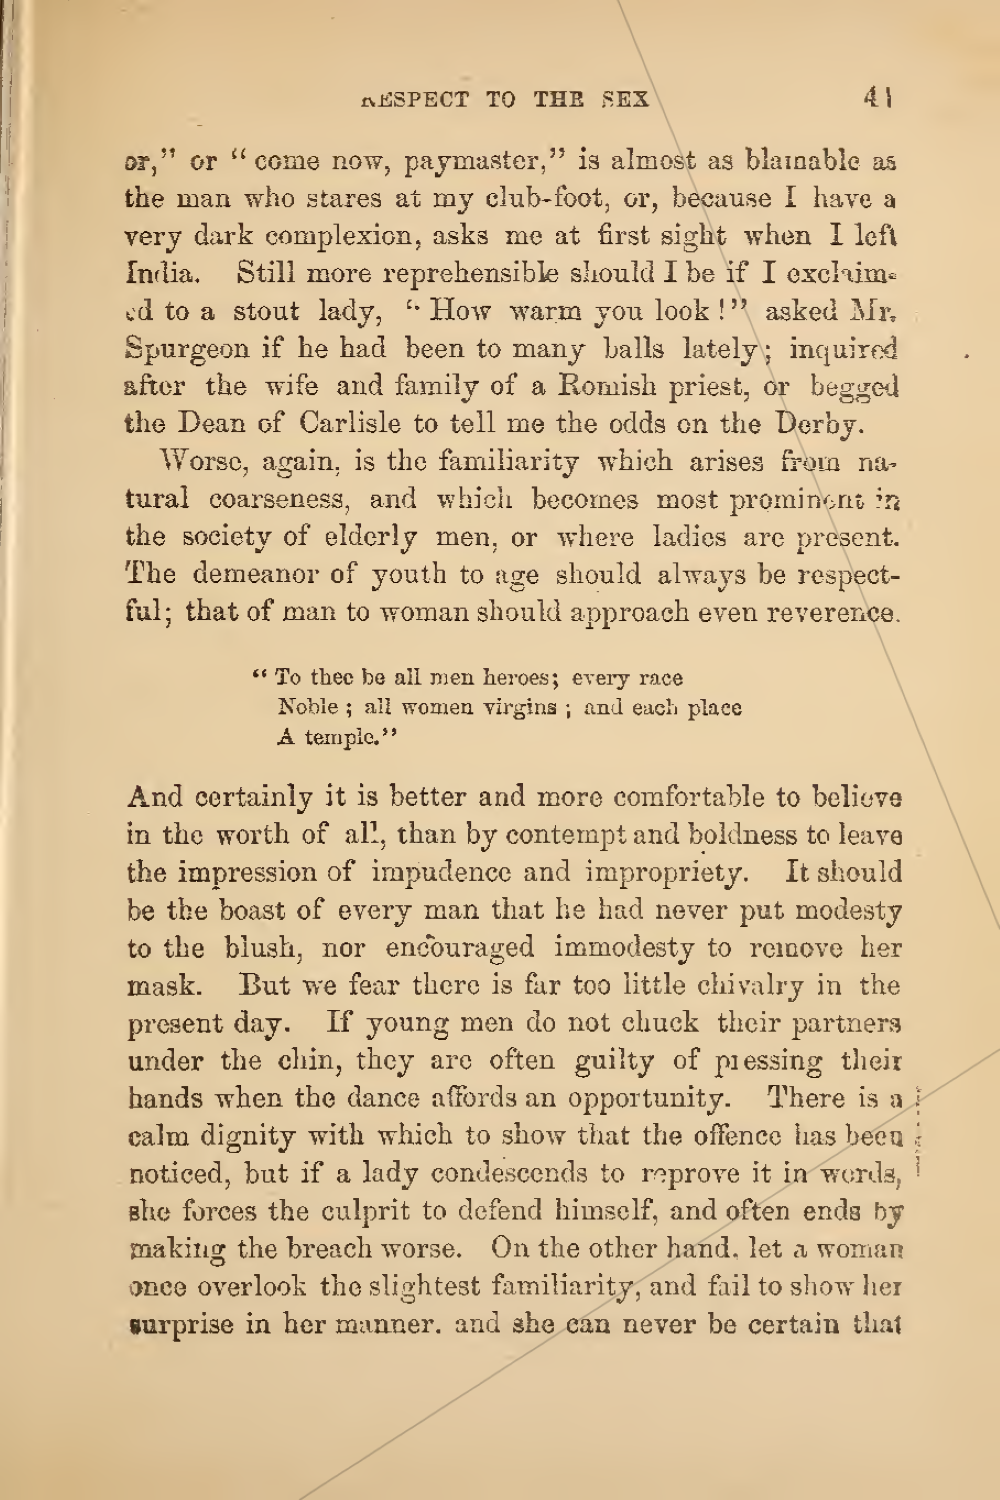 RESPECT TO THE SEX 41
or,” or “come now, paymaster,” is almost as blamable as
the man who stares at my club-foot, or, because I have a
very dark complexion, asks me at first sight when I left
India. Still more reprehensible should I be if I exclaim-
ed to a stout lady, “How warm you look!” asked Mr.
Spurgeon if he had been to many balls lately; inquired
after the wife and family of a Romish priest, or begged
the Dean of Carlisle to tell me the odds on the Derby.
Worse, again, is the familiarity which arises from na-
tural coarseness, and which becomes most prominent in
the society of elderly men, or where ladies are present.
The demeanor of youth to age should always be respect-
ful; that of man to woman should approach even reverence.
“To thee be all men heroes; every race
Noble; all women virgins; and each place
A temple.”
And certainly it is better and more comfortable to believe
in the worth of all, than by contempt and boldness to leave
the impression of impudence and impropriety. It should
be the boast of every man that he had never put modesty
to the blush, nor encouraged immodesty to remove her
mask. But we fear there is far too little chivalry in the
present day. If young men do not chuck their partners
under the chin, they are often guilty of pressing their
hands when the dance affords an opportunity. There is a
calm dignity with which to show that the offence has been
noticed, but if a lady condescends to reprove it in words,
she forces the culprit to defend himself, and often ends by
making the breach worse. On the other hand, let a woman
once overlook the slightest familiarity, and fail to show her
surprise in her manner, and she can never be certain that